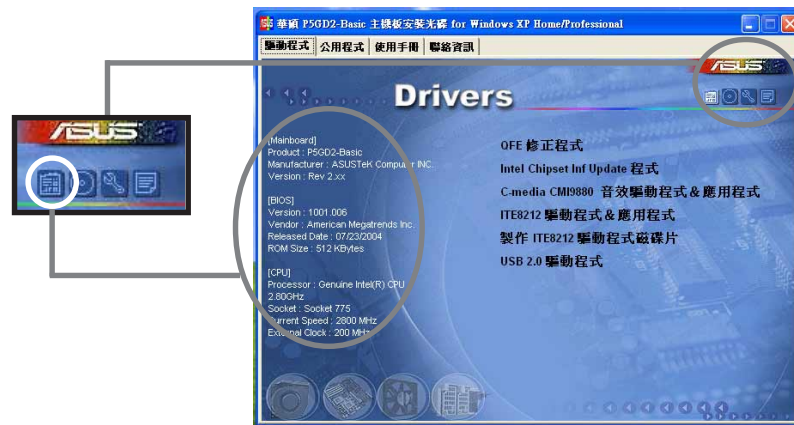 華碩 P5GD2-Basic 主機板安裝光碟 for Windows XP Home/Professional
驅動程式 公用程式 使用手冊 聯絡資訊
ASUS
Drivers
[Mainboard]
Product : P5GD2-Basic
Manufacturer : ASUSTeK Computer INC.
Version : Rev 2.xx
[BIOS]
Version : 1001.006
Vendor : American Megatrends Inc.
Released Date : 07/23/2004
ROM Size : 512 KBytes
[CPU]
Processor : Genuine Intel(R) CPU
2.80GHz
Socket : Socket 775
Current Speed : 2800 MHz
External Clock : 200 MHz
QFE 修正程式
Intel Chipset Inf Update 程式
C-media CMI9880 音效驅動程式&應用程式
ITE8212 驅動程式&應用程式
製作 ITE8212 驅動程式磁碟片
USB 2.0 驅動程式
ASUS